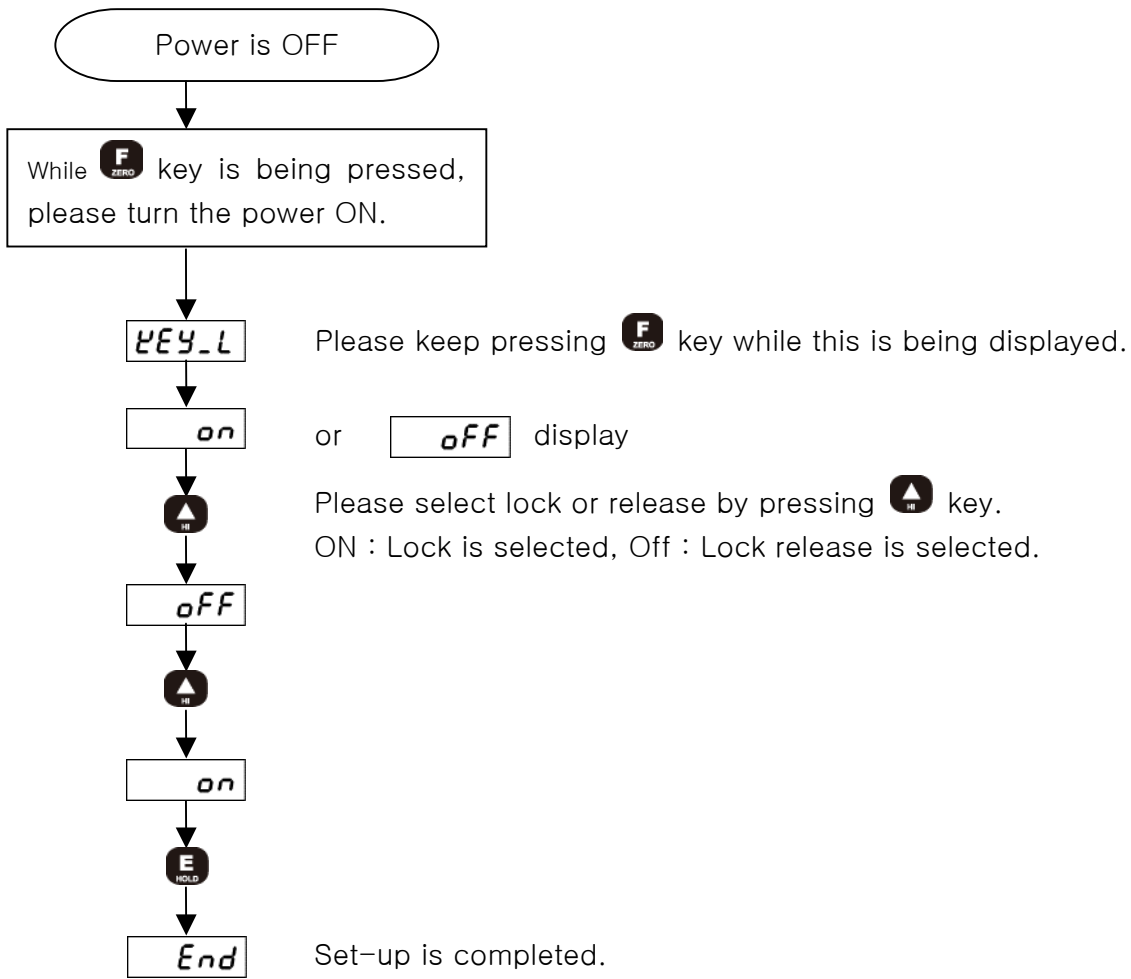 Power is OFF
While F ZERO key is being pressed,
please turn the power ON.
KEY_L Please keep pressing F ZERO key while this is being displayed.
on or oFF display
HI Please select lock or release by pressing HI key.
ON : Lock is selected, Off : Lock release is selected.
oFF
HI
on
E HOLD
End Set-up is completed.